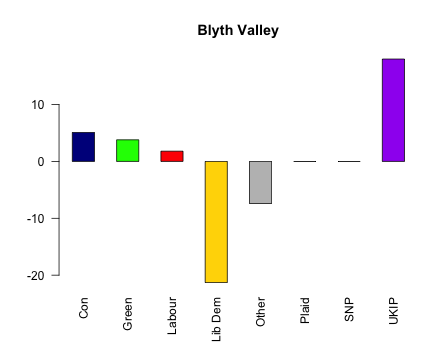 Blyth Valley
10
0
-10
-20
Con
Green
Labour
Lib Dem
Other
Plaid
SNP
UKIP